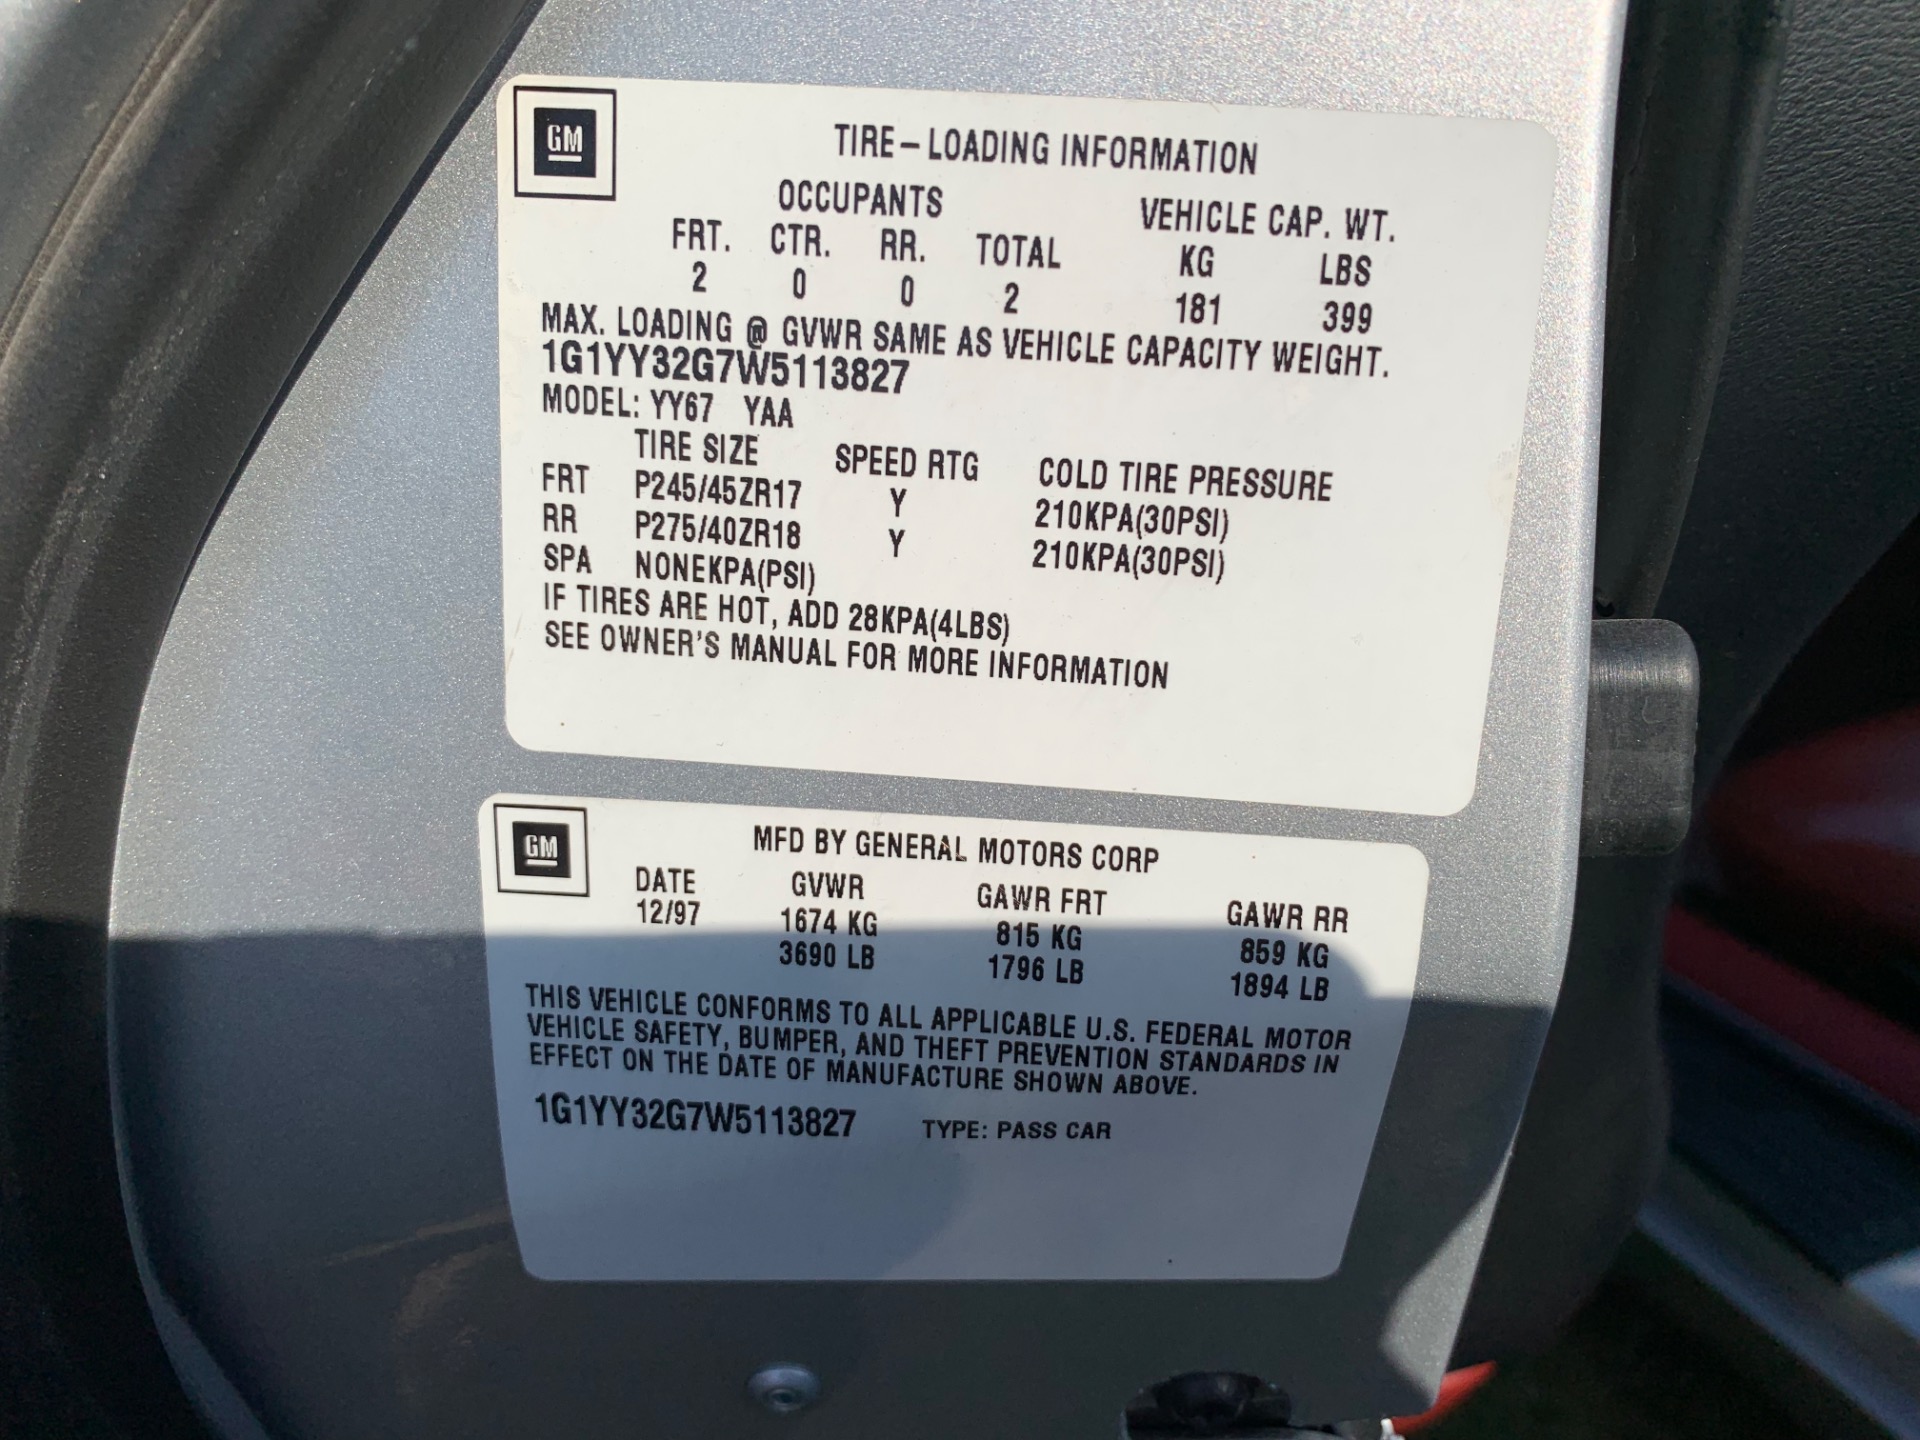 GM
TIRE-LOADING INFORMATION
OCCUPANTS VEHICLE CAP. WT.
FRT. CTR. RR. TOTAL KG LBS
2 0 0 2 181 399
MAX. LOADING @ GVWR SAME AS VEHICLE CAPACITY WEIGHT.
1G1YY32G7W5113827
MODEL: YY67 YAA
TIRE SIZE SPEED RTG COLD TIRE PRESSURE
FRT P245/45ZR17 Y 210KPA(30PSI)
RR P275/40ZR18 Y 210KPA(30PSI)
SPA NONEKPA(PSI)
IF TIRES ARE HOT, ADD 28KPA(4LBS)
SEE OWNER'S MANUAL FOR MORE INFORMATION
GM
MFD BY GENERAL MOTORS CORP
DATE GVWR GAWR FRT GAWR RR
12/97 1674 KG 815 KG 859 KG
3690 LB 1796 LB 1894 LB
THIS VEHICLE CONFORMS TO ALL APPLICABLE U.S. FEDERAL MOTOR
VEHICLE SAFETY, BUMPER, AND THEFT PREVENTION STANDARDS IN
EFFECT ON THE DATE OF MANUFACTURE SHOWN ABOVE.
1G1YY32G7W5113827 TYPE: PASS CAR